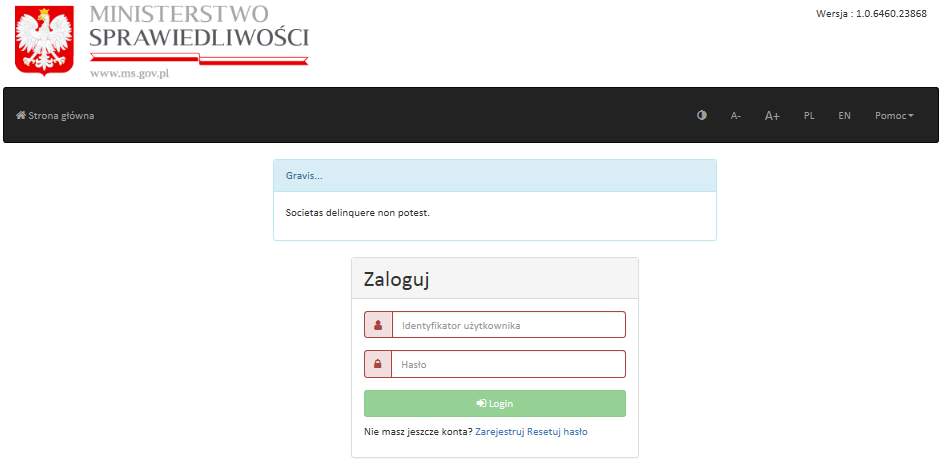 MINISTERSTWO
SPRAWIEDLIWOŚCI
www.ms.gov.pl
Wersja : 1.0.6460.23868
Strona główna
A-
A+
PL
EN
Pomoc
Gravis...
Societas delinquere non potest.
Zaloguj
Identyfikator użytkownika
Hasło
Login
Nie masz jeszcze konta? Zarejestruj Resetuj hasło